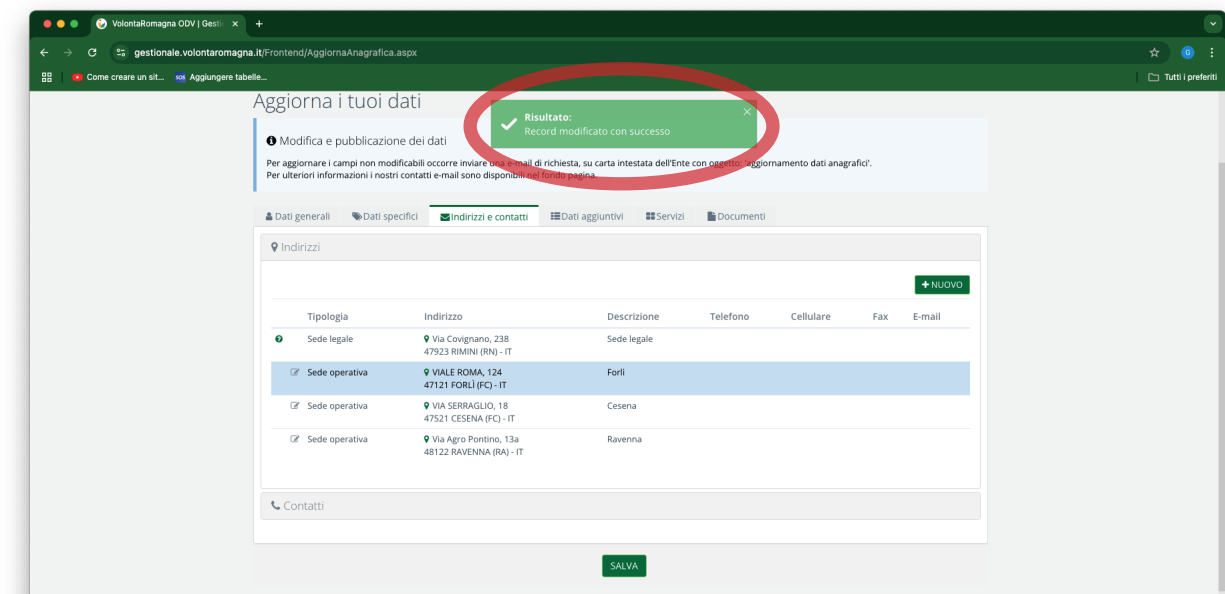 VolontaRomagna ODV | Gesti
gestionale.volontaromagna.it/Frontend/AggiornaAnagrafica.aspx
G
Come creare un sit...
SOS Aggiungere tabelle...
Tutti i preferiti
Aggiorna i tuoi dati
Risultato:
Record modificato con successo
Modifica e pubblicazione dei dati
Per aggiornare i campi non modificabili occorre inviare una e-mail di richiesta, su carta intestata dell'Ente con oggetto: 'aggiornamento dati anagrafici'.
Per ulteriori informazioni i nostri contatti e-mail sono disponibili nel fondo pagina.
Dati generali Dati specifici Indirizzi e contatti Dati aggiuntivi Servizi Documenti
Indirizzi
+ NUOVO
Tipologia Indirizzo Descrizione Telefono Cellulare Fax E-mail
Sede legale Via Covignano, 238 Sede legale
47923 RIMINI (RN) - IT
Sede operativa VIALE ROMA, 124 Forlì
47121 FORLÌ (FC) - IT
Sede operativa VIA SERRAGLIO, 18 Cesena
47521 CESENA (FC) - IT
Sede operativa Via Agro Pontino, 13a Ravenna
48122 RAVENNA (RA) - IT
Contatti
SALVA